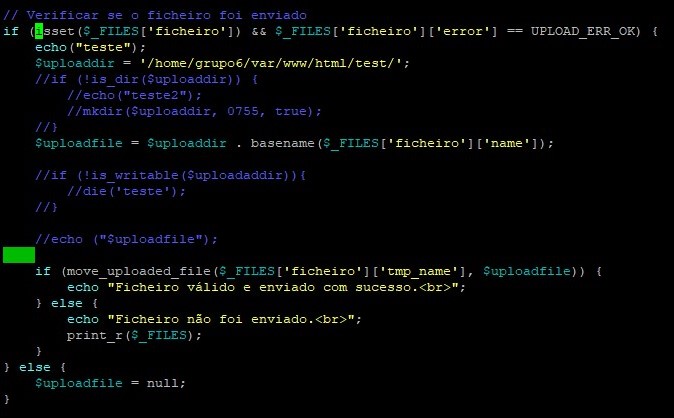 // Verificar se o ficheiro foi enviado
if (isset($_FILES['ficheiro']) && $_FILES['ficheiro']['error'] == UPLOAD_ERR_OK) {
    echo("teste");
    $uploaddir = '/home/grupo6/var/www/html/test/';
    //if (!is_dir($uploaddir)) {
        //echo("teste2");
        //mkdir($uploaddir, 0755, true);
    //}
    $uploadfile = $uploaddir . basename($_FILES['ficheiro']['name']);

    //if (!is_writable($uploadaddir)){
        //die('teste');
    //}

    //echo ("$uploadfile");

    if (move_uploaded_file($_FILES['ficheiro']['tmp_name'], $uploadfile)) {
        echo "Ficheiro válido e enviado com sucesso.<br>";
    } else {
        echo "Ficheiro não foi enviado.<br>";
        print_r($_FILES);
    }
} else {
    $uploadfile = null;
}